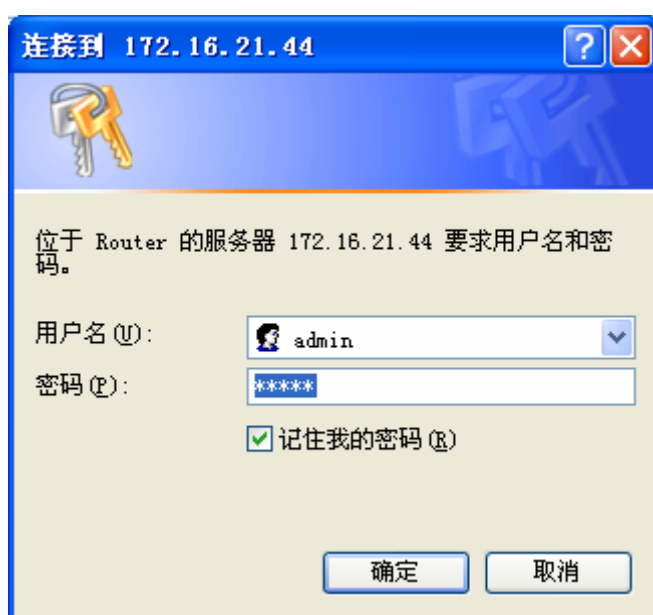 连接到 172.16.21.44
位于 Router 的服务器 172.16.21.44 要求用户名和密
码。
用户名(U):
admin
密码(P):
*****
记住我的密码(R)
确定
取消